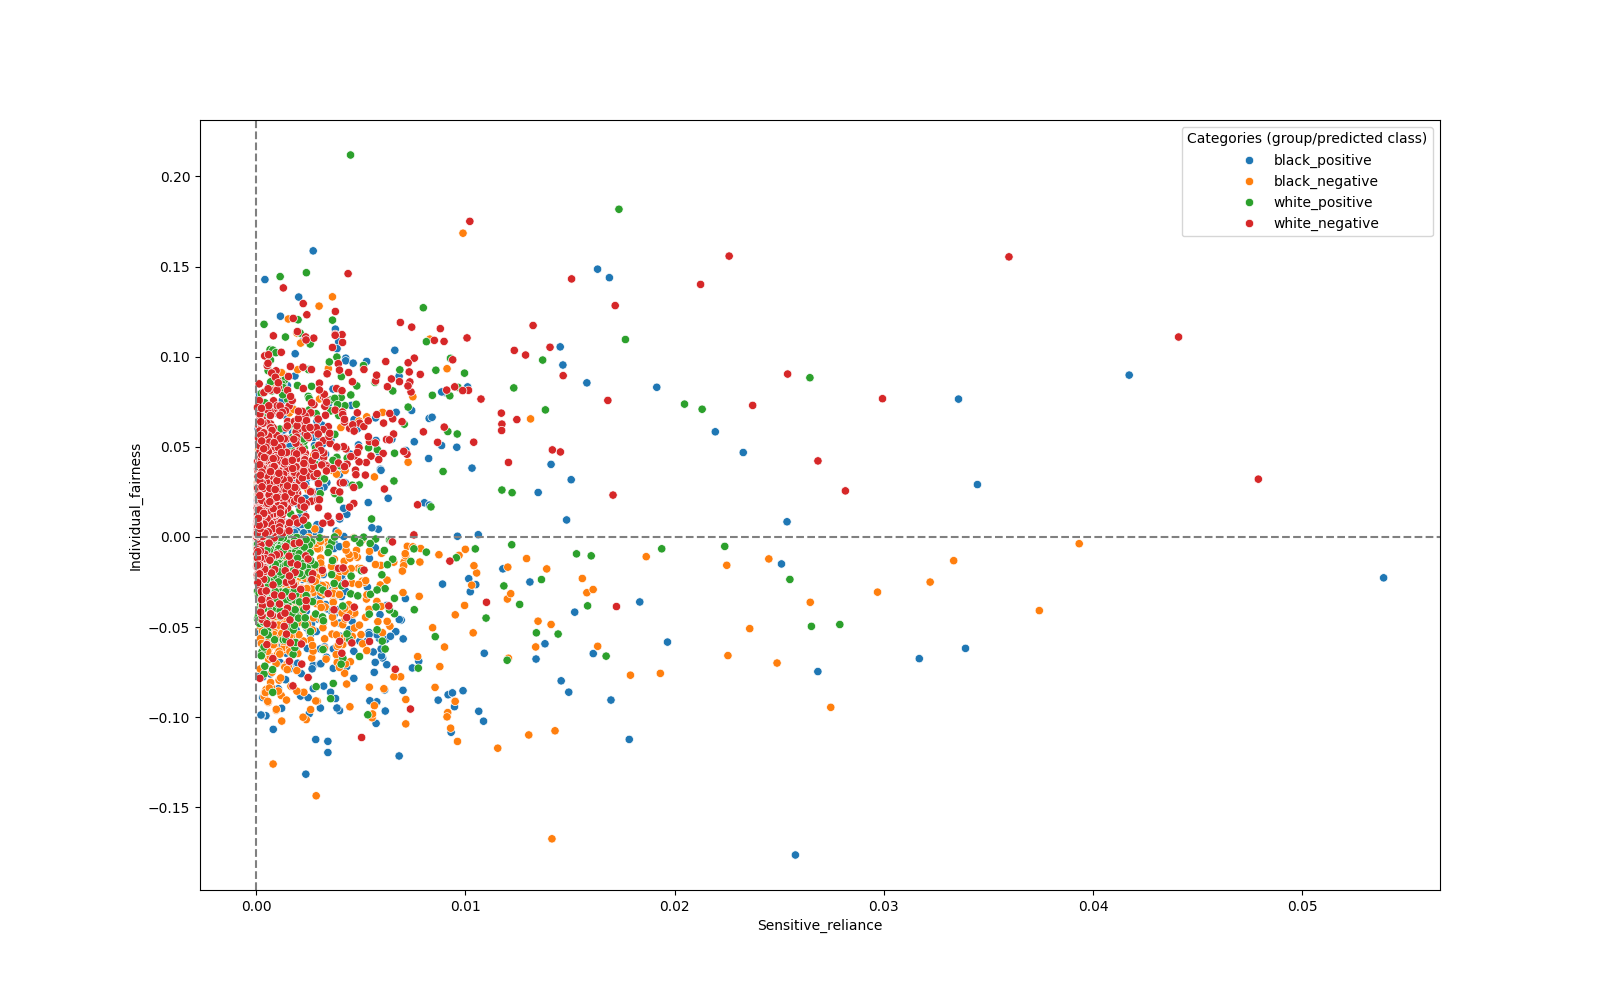 Categories (group/predicted class)
black_positive
black_negative
white_positive
white_negative
0.20
0.15
0.10
0.05
0.00
−0.05
−0.10
−0.15
Individual_fairness
0.00 0.01 0.02 0.03 0.04 0.05
Sensitive_reliance